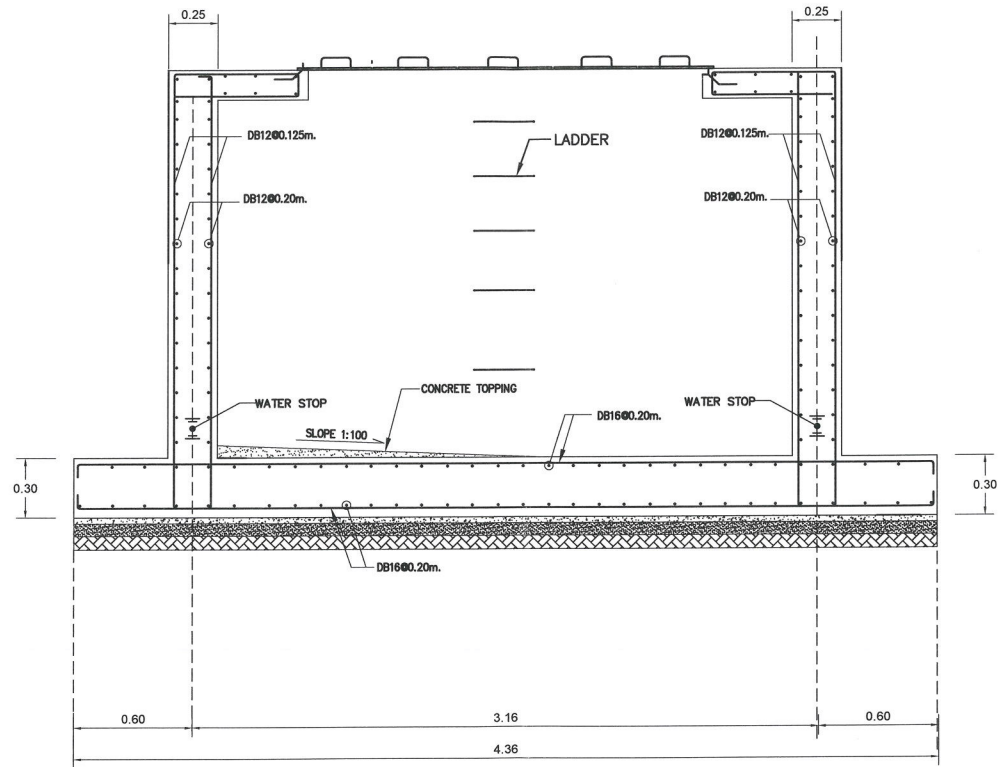 0.25
0.25
DB12@0.125m.
DB12@0.125m.
LADDER
DB12@0.20m.
DB12@0.20m.
CONCRETE TOPPING
WATER STOP
WATER STOP
DB16@0.20m.
SLOPE 1:100
0.30
0.30
DB16@0.20m.
0.60
3.16
0.60
4.36